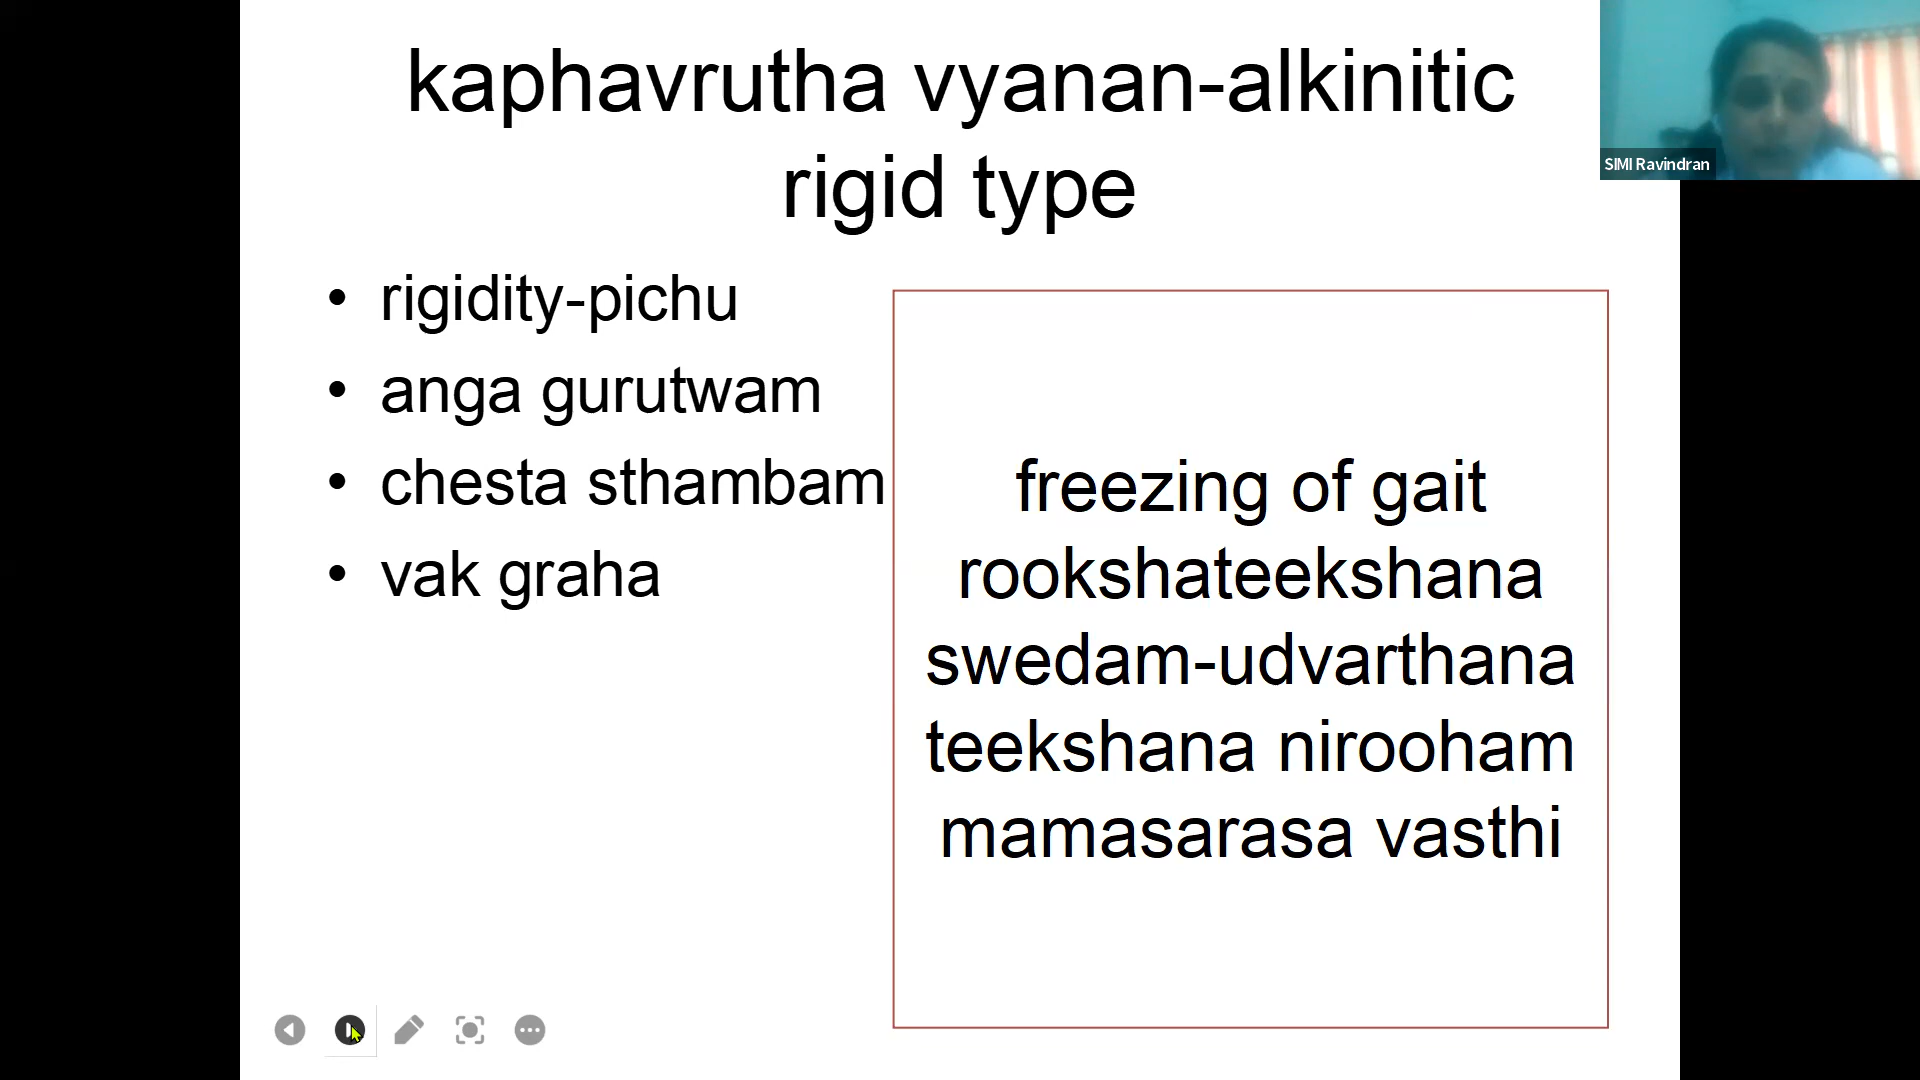 kaphavrutha vyanan-alkinitic
rigid type
SIMI Ravindran
• rigidity-pichu
• anga gurutwam
• chesta sthambam
• vak graha
freezing of gait
rookshateekshana
swedam-udvarthana
teekshana nirooham
mamasarasa vasthi